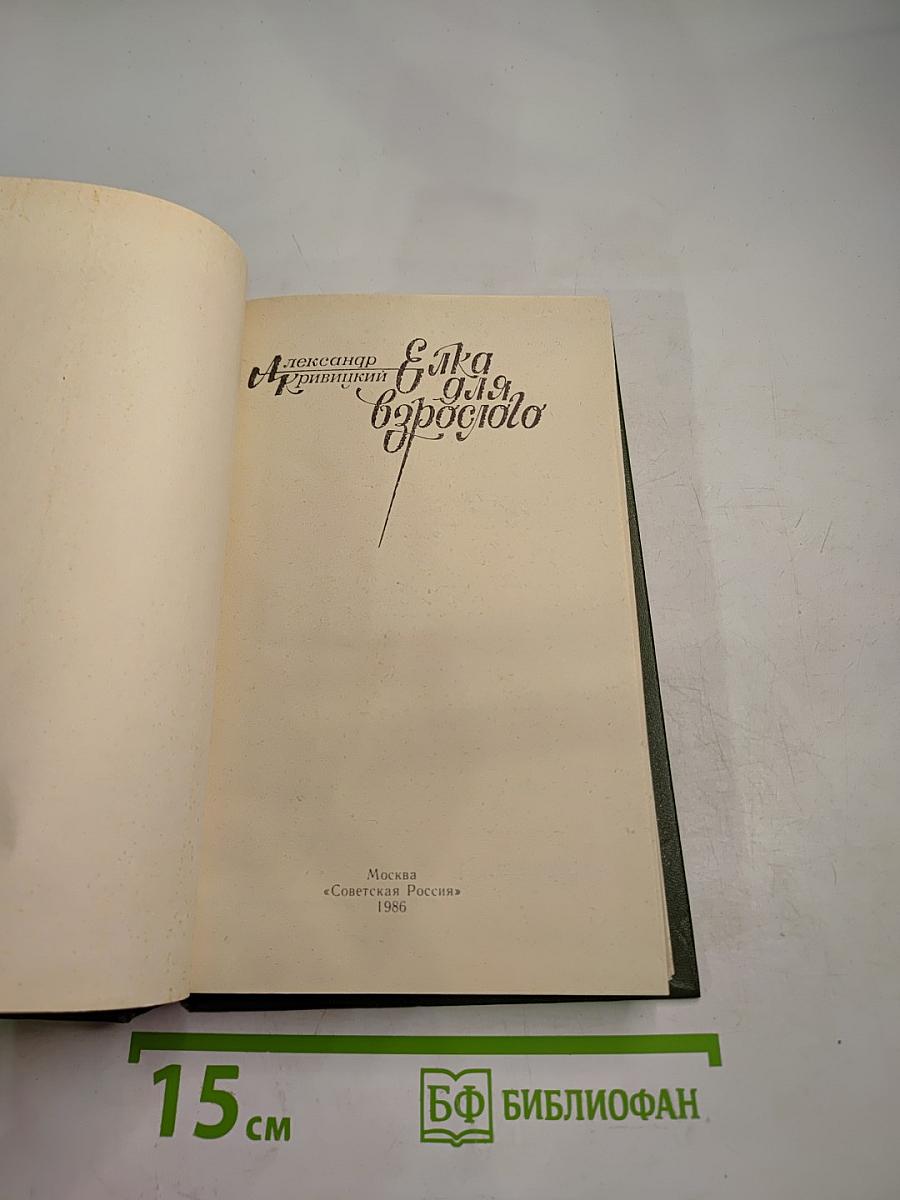 Александр
Кривицкий
Елка
для
взрослого
Москва
«Советская Россия»
1986
15 см
БФ БИБЛИОФАН